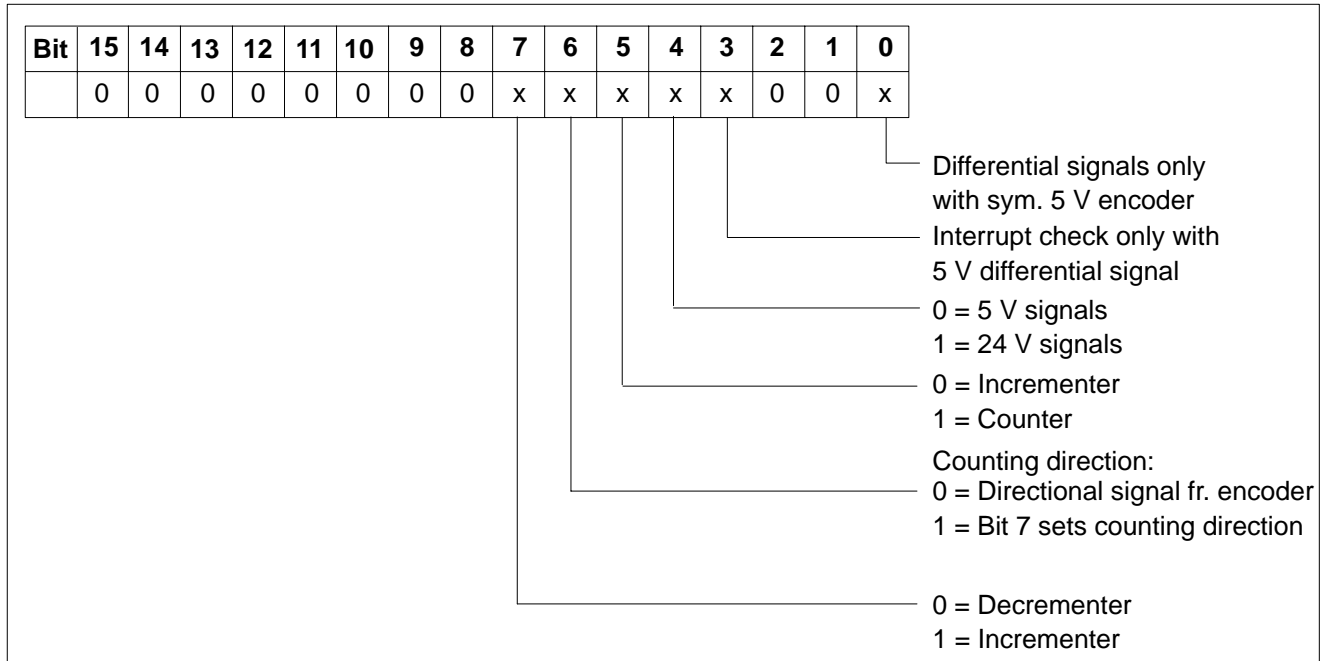 Bit 15 14 13 12 11 10 9 8 7 6 5 4 3 2 1 0
0 0 0 0 0 0 0 0 x x x x x 0 0 x
Differential signals only
with sym. 5 V encoder
Interrupt check only with
5 V differential signal
0 = 5 V signals
1 = 24 V signals
0 = Incrementer
1 = Counter
Counting direction:
0 = Directional signal fr. encoder
1 = Bit 7 sets counting direction
0 = Decrementer
1 = Incrementer